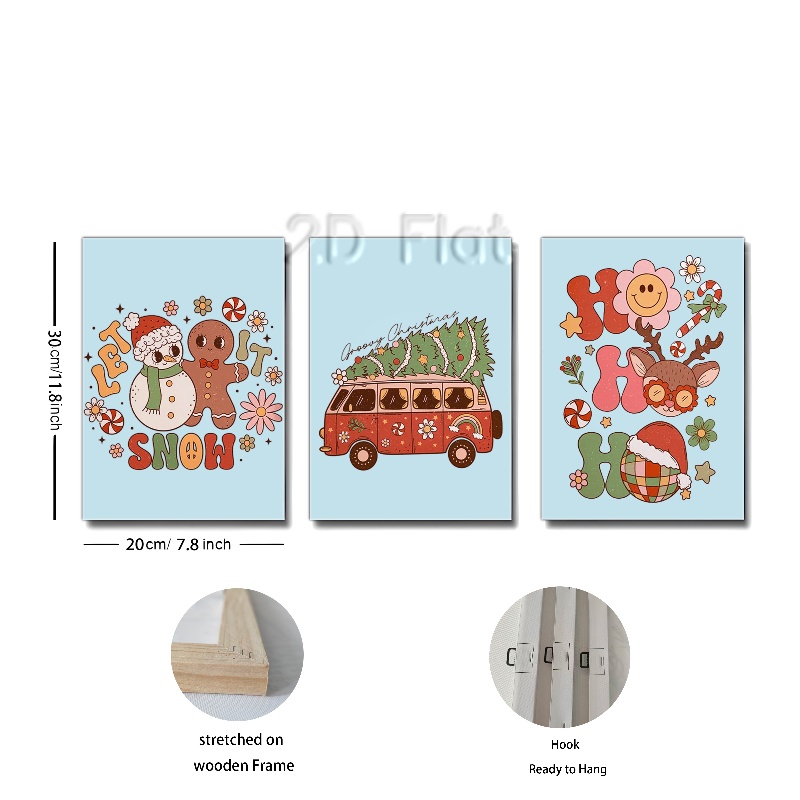 2D Flat
LET
IT
SNOW
Groovy Christmas
H
H
H
30cm/11.8inch
20cm/ 7.8 inch
stretched on
wooden Frame
Hook
Ready to Hang